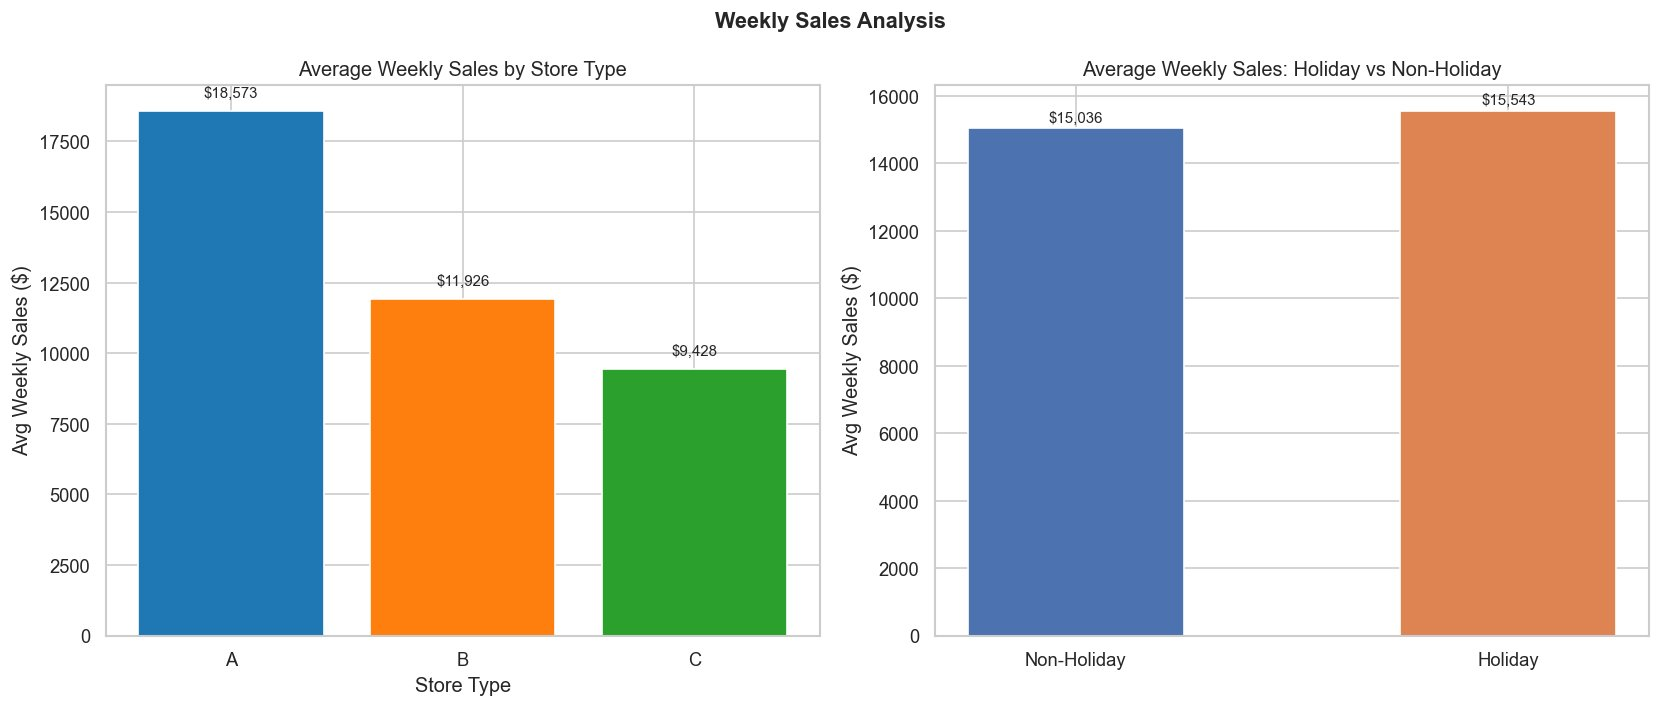 Weekly Sales Analysis
Average Weekly Sales by Store Type
Avg Weekly Sales ($)
17500
15000
12500
10000
7500
5000
2500
0
$18,573
$11,926
$9,428
A
B
C
Store Type
Average Weekly Sales: Holiday vs Non-Holiday
Avg Weekly Sales ($)
16000
14000
12000
10000
8000
6000
4000
2000
0
$15,036
$15,543
Non-Holiday
Holiday